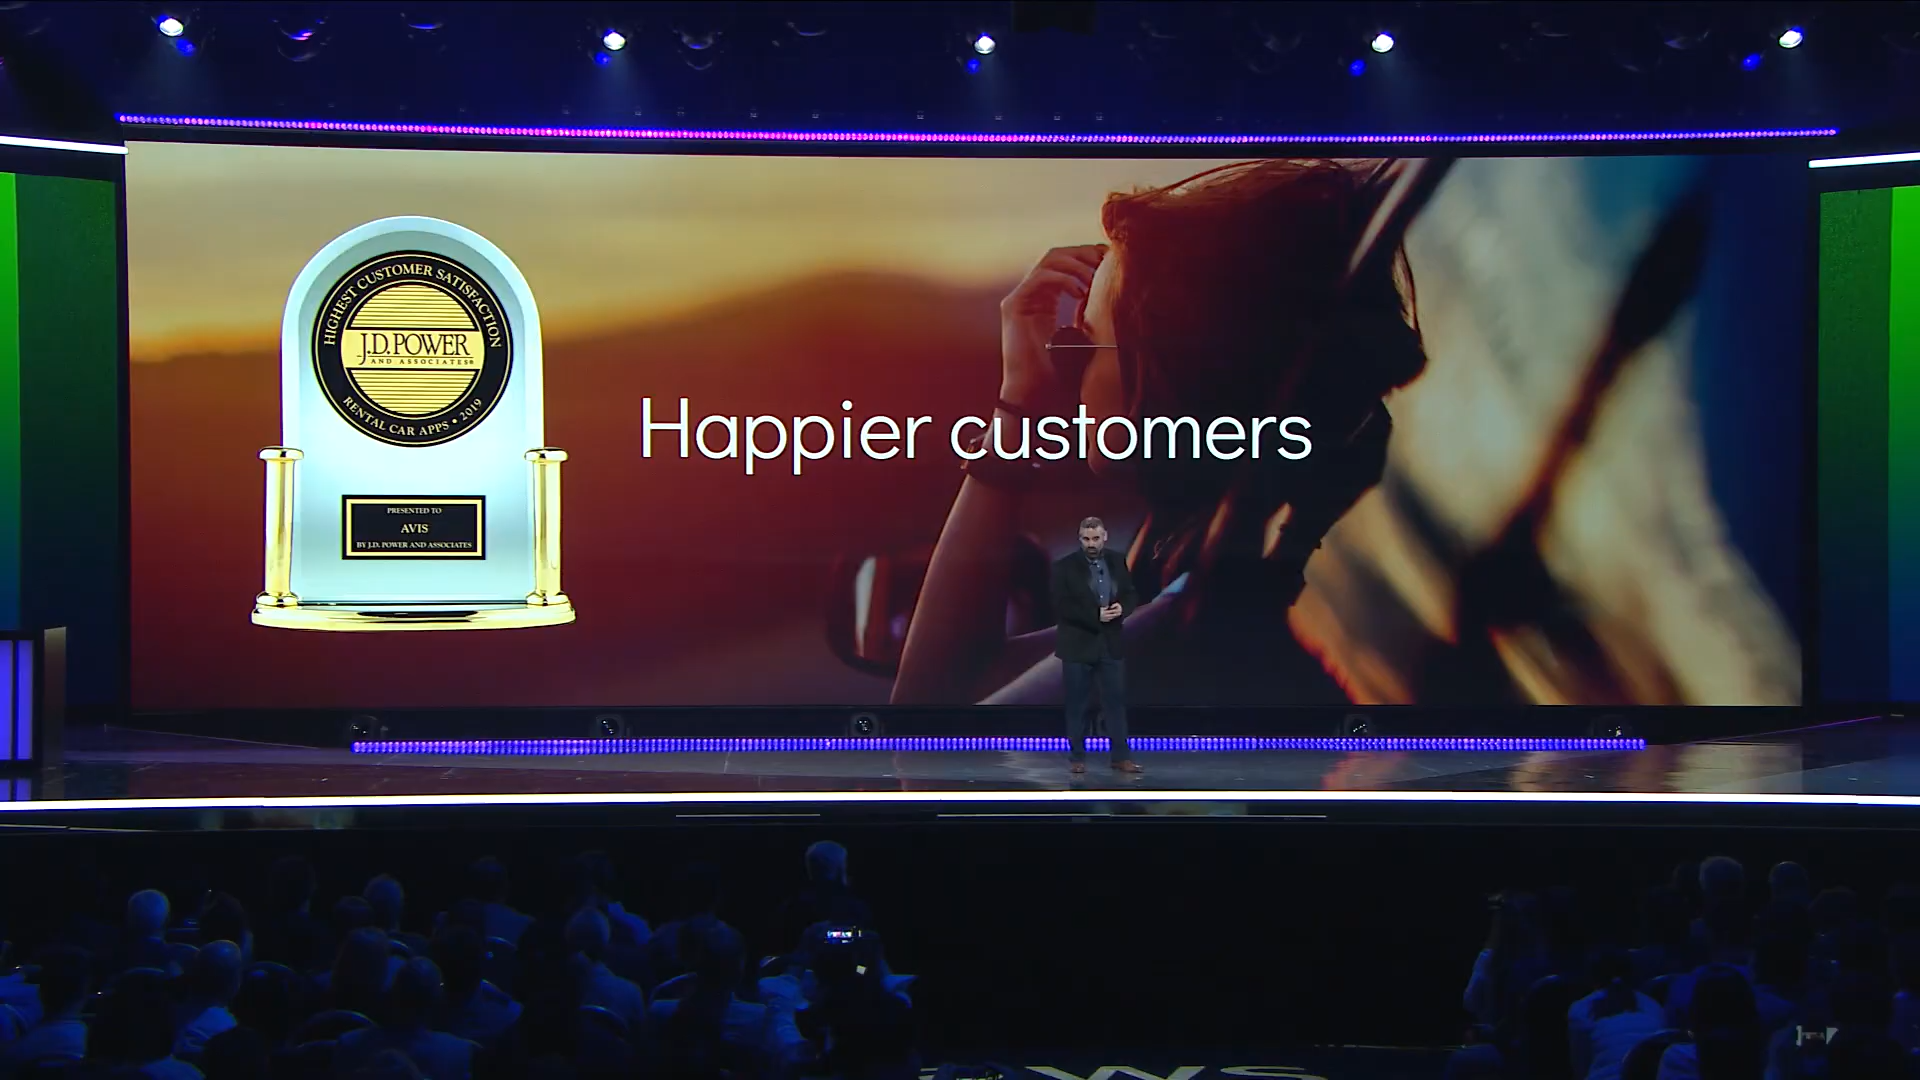 HIGHEST CUSTOMER SATISFACTION
J.D. POWER
AND ASSOCIATES®
RENTAL CAR APPS • 2019
Happier customers
PRESENTED TO
AVIS
BY J.D. POWER AND ASSOCIATES